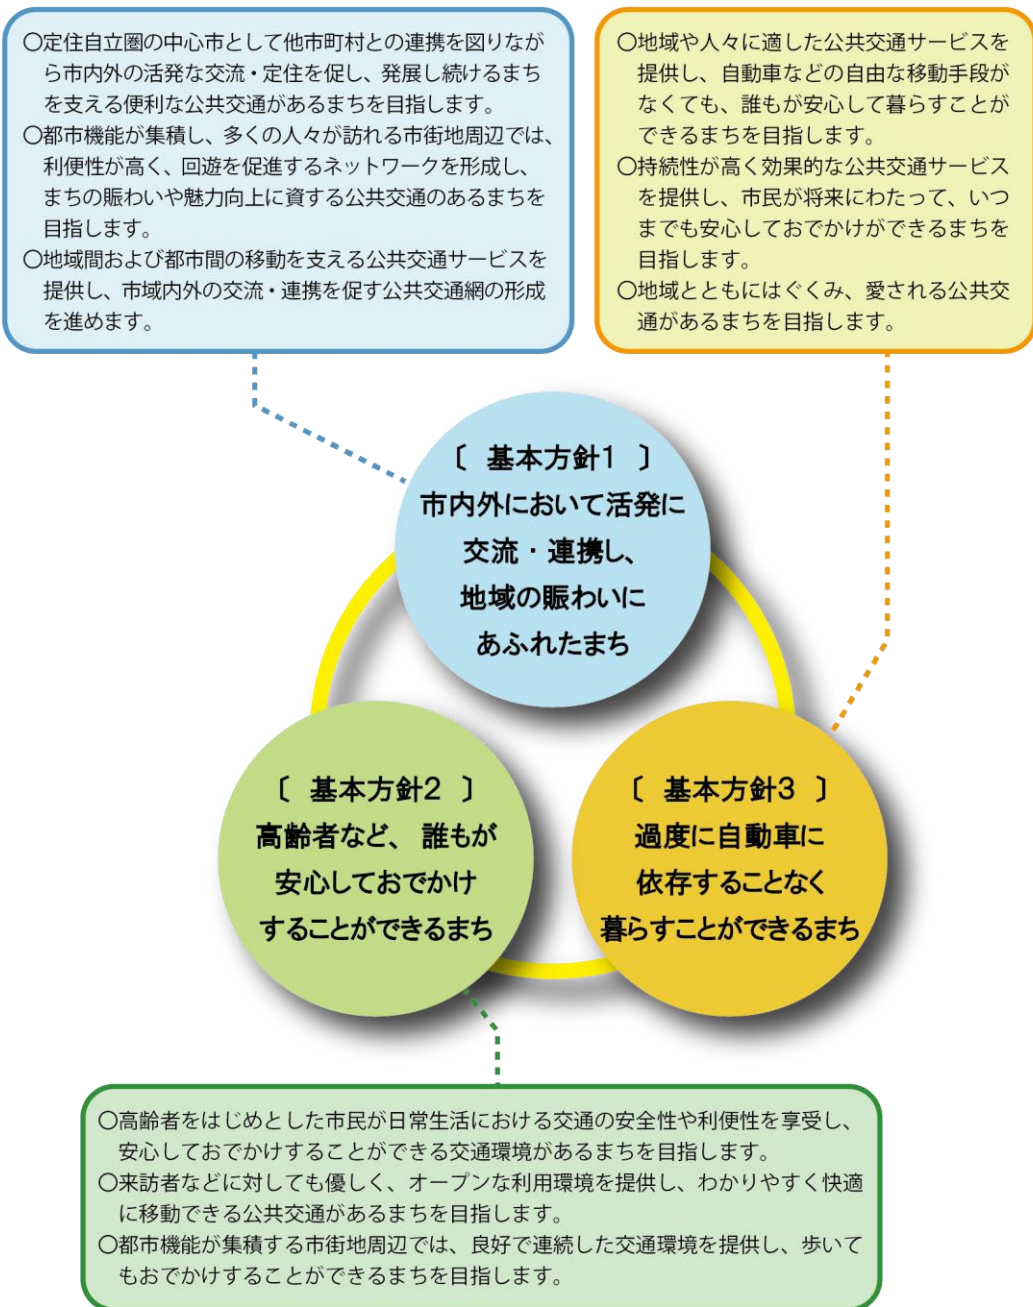 〇定住自立圏の中心市として他市町村との連携を図りなが
ら市内外の活発な交流・定住を促し、発展し続けるまち
を支える便利な公共交通があるまちを目指します。
〇都市機能が集積し、多くの人々が訪れる市街地周辺では、
利便性が高く、回遊を促進するネットワークを形成し、
まちの賑わいや魅力向上に資する公共交通のあるまちを
目指します。
〇地域間および都市間の移動を支える公共交通サービスを
提供し、市域内外の交流・連携を促す公共交通網の形成
を進めます。
〇地域や人々に適した公共交通サービスを
提供し、自動車などの自由な移動手段が
なくても、誰もが安心して暮らすことが
できるまちを目指します。
〇持続性が高く効果的な公共交通サービス
を提供し、市民が将来にわたって、いつ
までも安心しておでかけができるまちを
目指します。
〇地域とともにはぐくみ、愛される公共交
通があるまちを目指します。
〔 基本方針1 〕
市内外において活発に
交流・連携し、
地域の賑わいに
あふれたまち
〔 基本方針2 〕
高齢者など、誰もが
安心しておでかけ
することができるまち
〔 基本方針3 〕
過度に自動車に
依存することなく
暮らすことができるまち
〇高齢者をはじめとした市民が日常生活における交通の安全性や利便性を享受し、
安心しておでかけすることができる交通環境があるまちを目指します。
〇来訪者などに対しても優しく、オープンな利用環境を提供し、わかりやすく快適
に移動できる公共交通があるまちを目指します。
〇都市機能が集積する市街地周辺では、良好で連続した交通環境を提供し、歩いて
もおでかけすることができるまちを目指します。